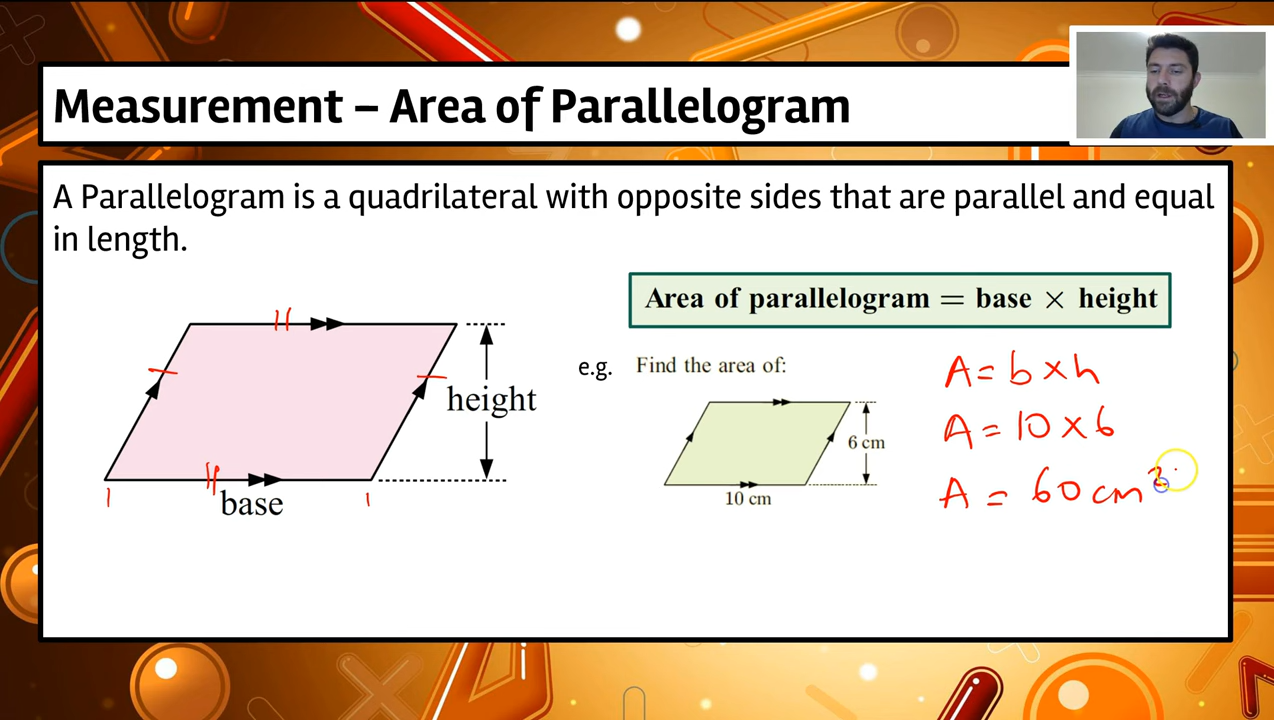 Measurement – Area of Parallelogram
A Parallelogram is a quadrilateral with opposite sides that are parallel and equal
in length.
Area of parallelogram = base × height
e.g. Find the area of:
A = b × h
height
A = 10 × 6
6 cm
base
10 cm
A = 60 cm²